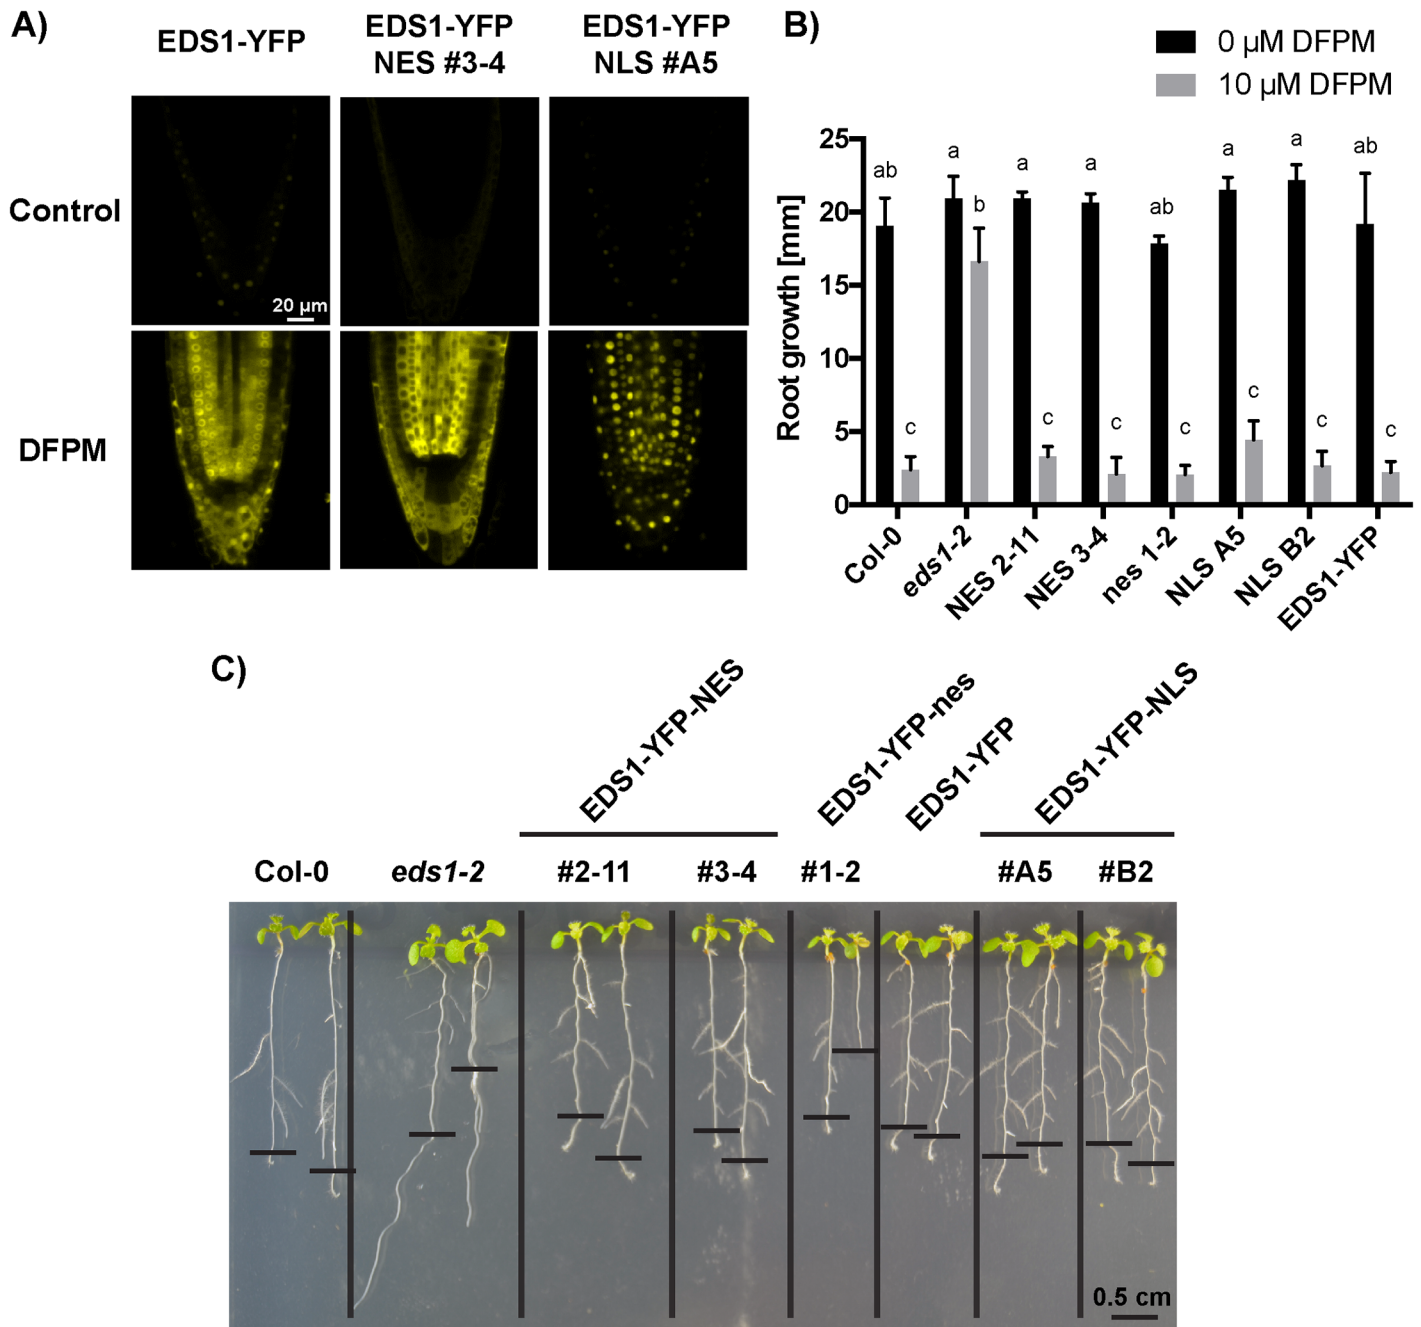 A)
EDS1-YFP
EDS1-YFP
NES #3-4
EDS1-YFP
NLS #A5
Control
20 µm
DFPM
B)
0 µM DFPM
10 µM DFPM
Root growth [mm]
25
20
15
10
5
0
ab
c
a
b
a
c
a
c
ab
c
a
c
a
c
ab
c
Col-0
eds1-2
NES 2-11
NES 3-4
nes 1-2
NLS A5
NLS B2
EDS1-YFP
C)
EDS1-YFP-NES
EDS1-YFP-nes
EDS1-YFP
EDS1-YFP-NLS
Col-0
eds1-2
#2-11
#3-4
#1-2
#A5
#B2
0.5 cm